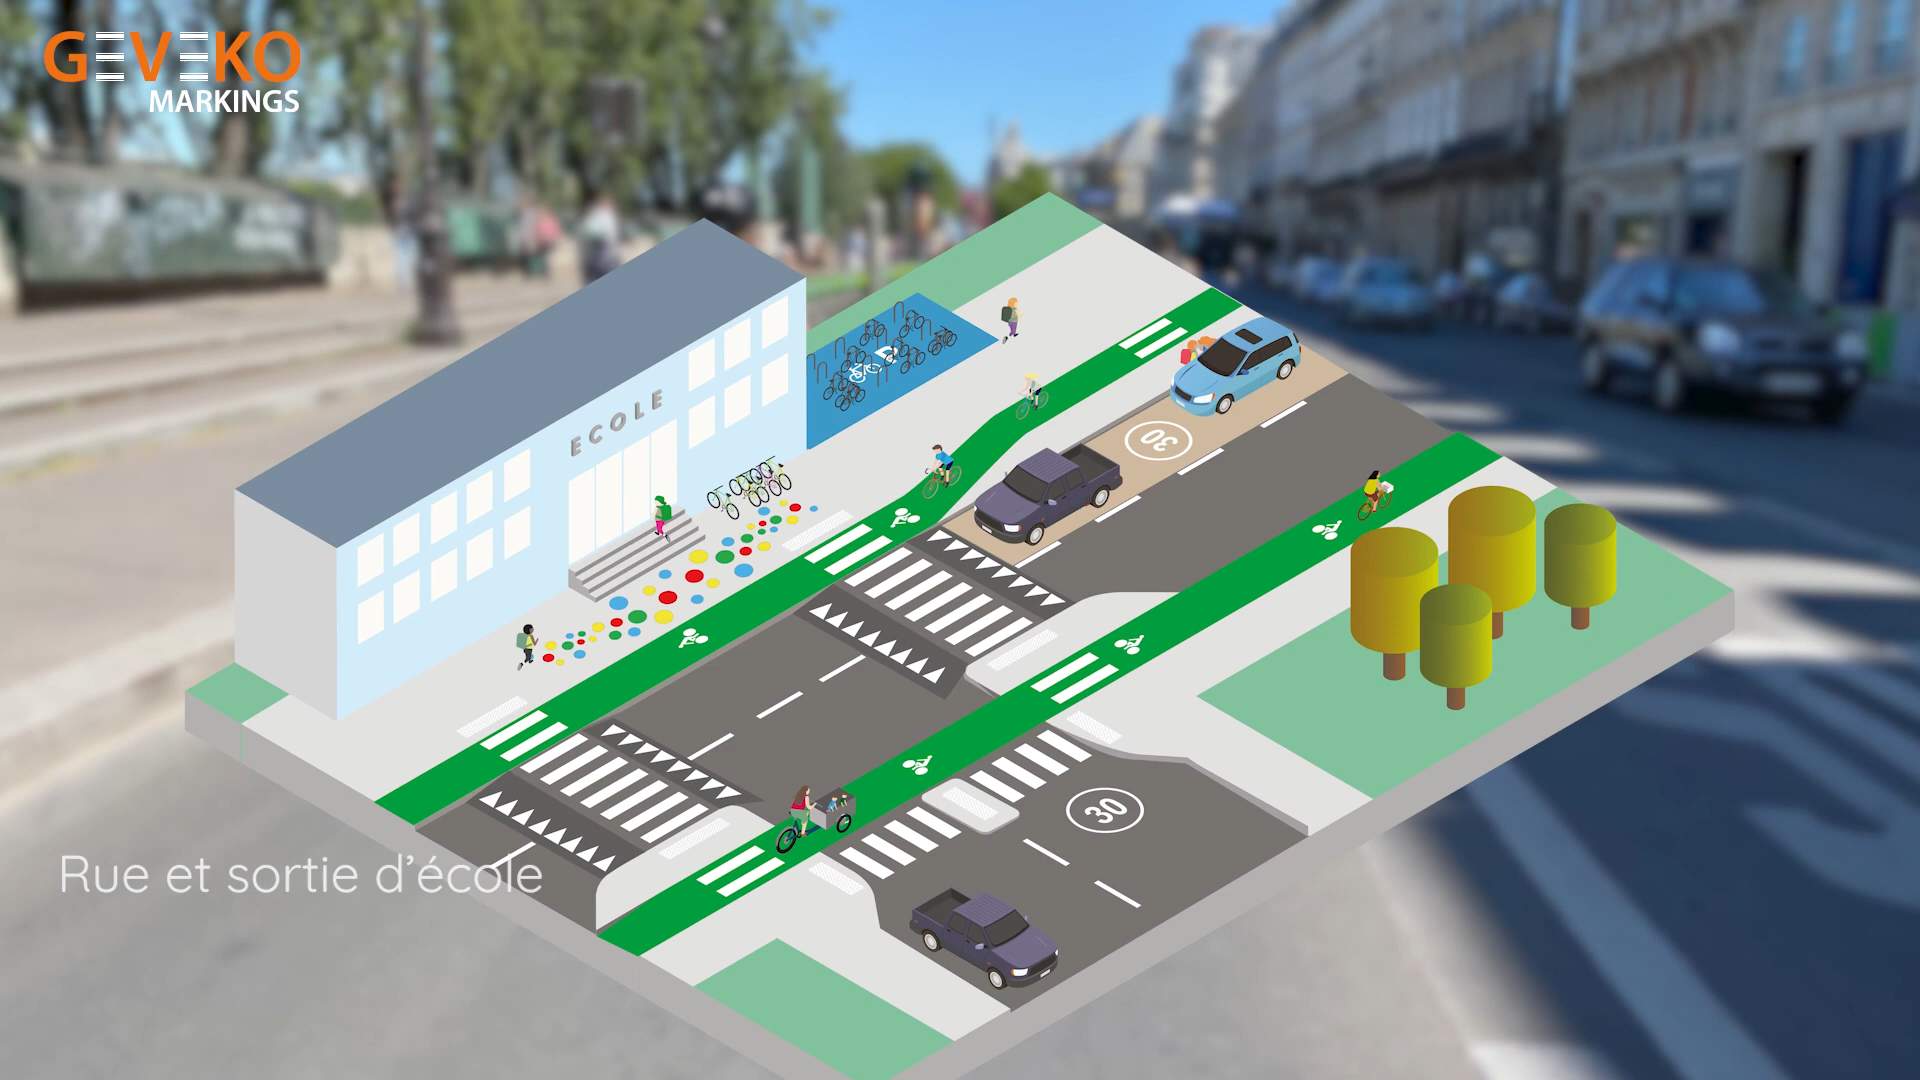 GEVEKO
MARKINGS
ECOLE
30
30
Rue et sortie d'école